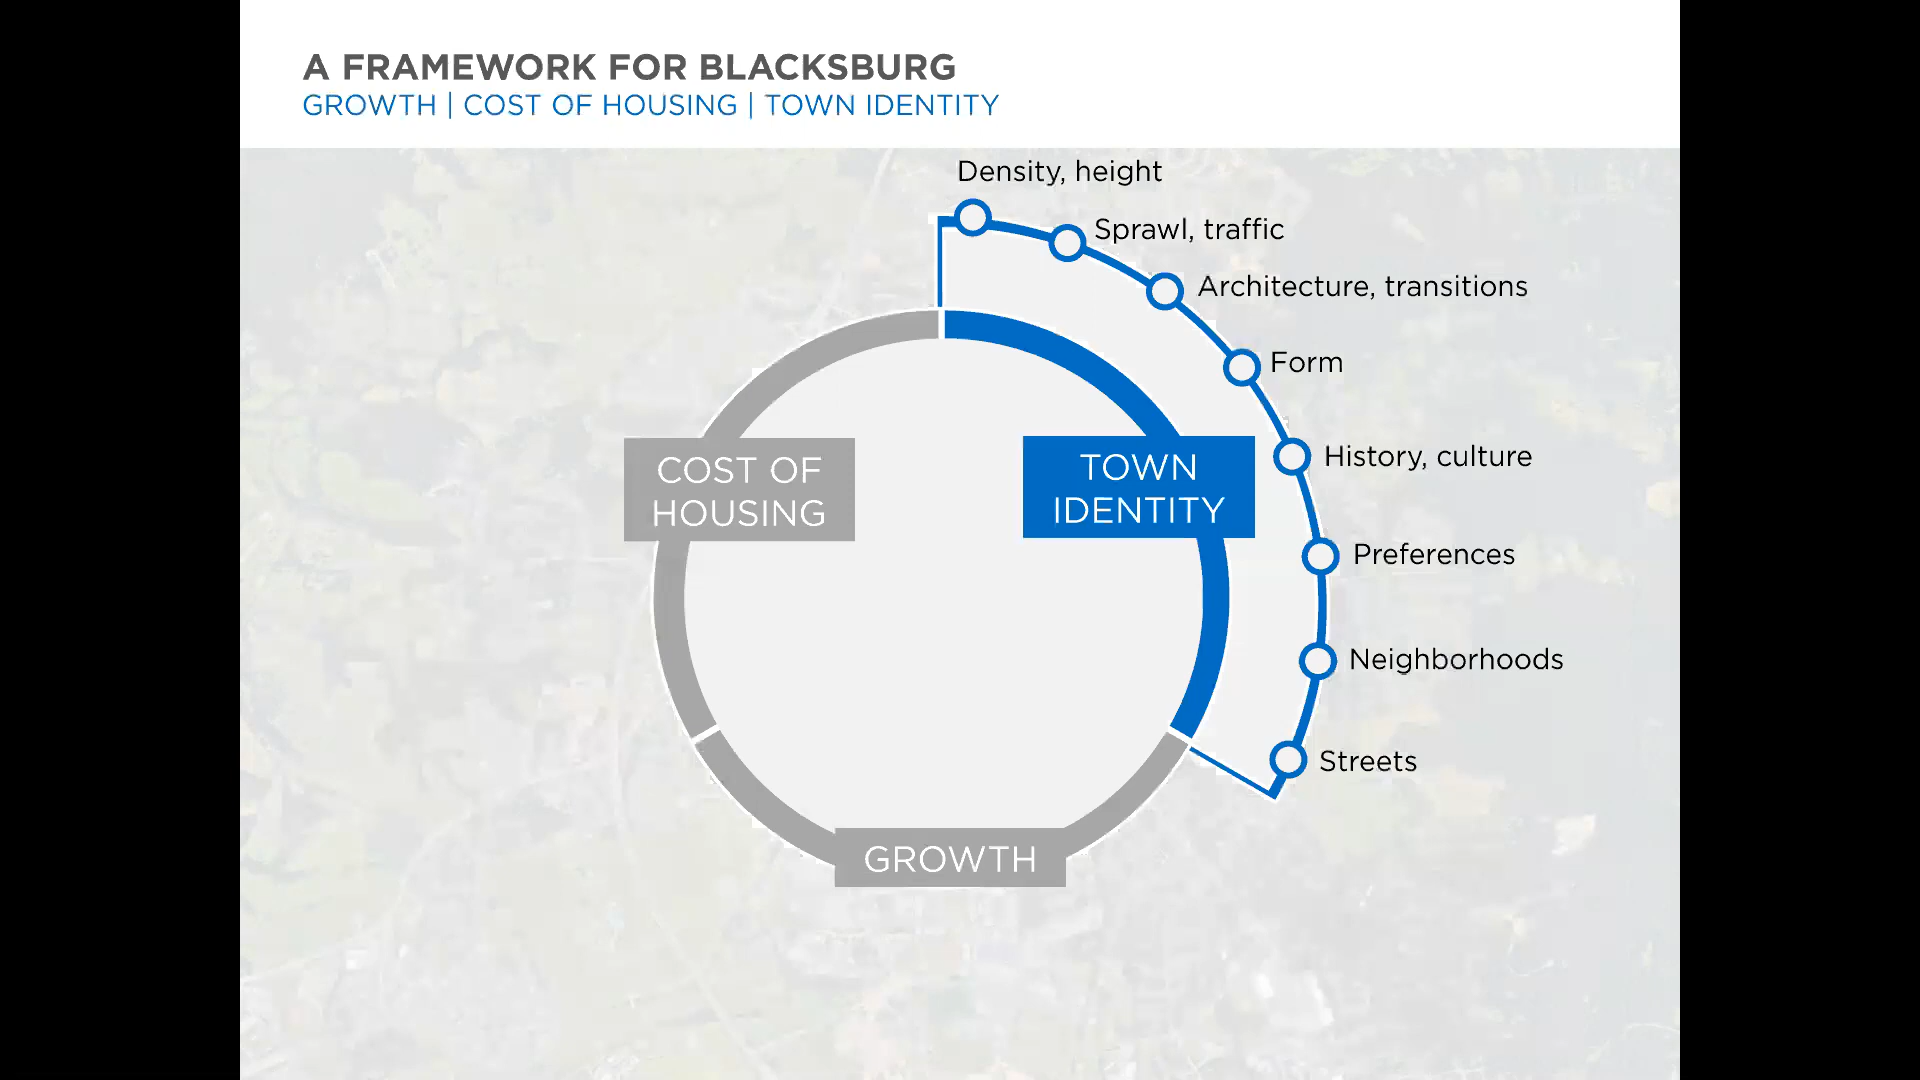 A FRAMEWORK FOR BLACKSBURG
GROWTH | COST OF HOUSING | TOWN IDENTITY
Density, height
Sprawl, traffic
Architecture, transitions
Form
History, culture
COST OF
HOUSING
TOWN
IDENTITY
Preferences
Neighborhoods
Streets
GROWTH